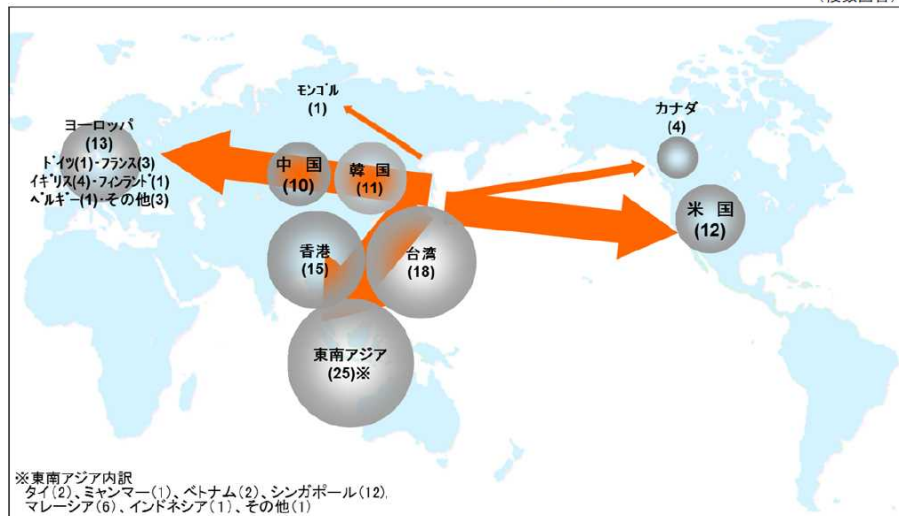 (複数回答)
モンゴル
(1)
カナダ
(4)
ヨーロッパ
(13)
ドイツ(1)・フランス(3)
イギリス(4)・フィンランド(1)
ベルギー(1)・その他(3)
中 国
(10)
韓 国
(11)
米 国
(12)
香港
(15)
台湾
(18)
東南アジア
(25)※
※東南アジア内訳
タイ(2)、ミャンマー(1)、ベトナム(2)、シンガポール(12)、
マレーシア(6)、インドネシア(1)、その他(1)